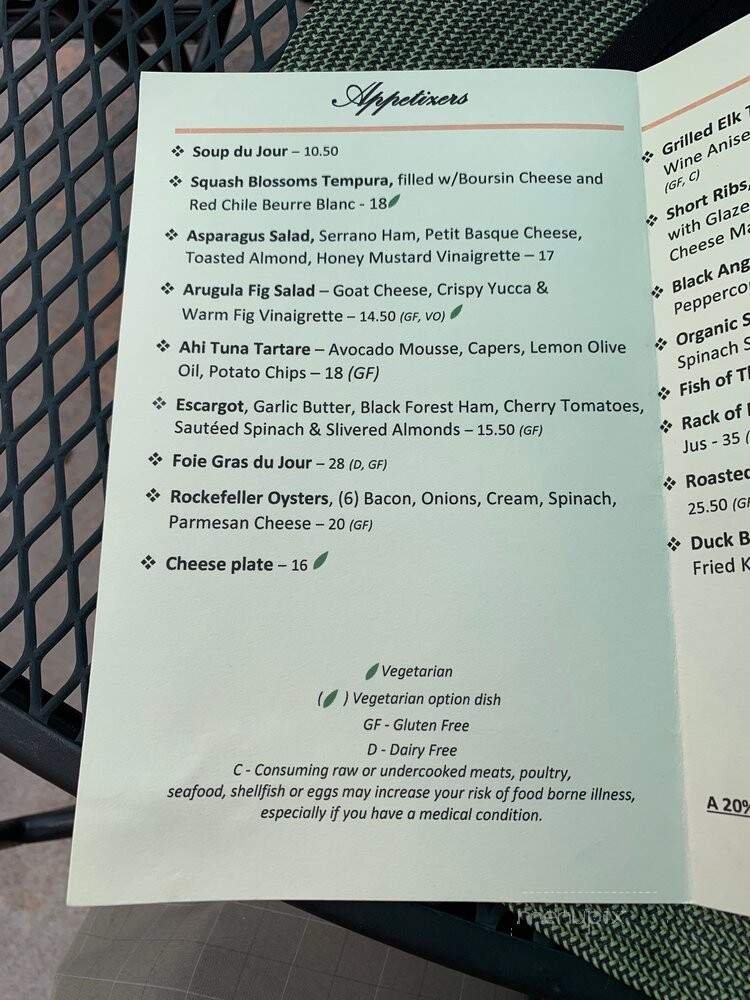 Appetizers
❖ Soup du Jour – 10.50
❖ Squash Blossoms Tempura, filled w/Boursin Cheese and
Red Chile Beurre Blanc - 18
❖ Asparagus Salad, Serrano Ham, Petit Basque Cheese,
Toasted Almond, Honey Mustard Vinaigrette – 17
❖ Arugula Fig Salad – Goat Cheese, Crispy Yucca &
Warm Fig Vinaigrette – 14.50 (GF, VO)
❖ Ahi Tuna Tartare – Avocado Mousse, Capers, Lemon Olive
Oil, Potato Chips – 18 (GF)
❖ Escargot, Garlic Butter, Black Forest Ham, Cherry Tomatoes,
Sautéed Spinach & Slivered Almonds – 15.50 (GF)
❖ Foie Gras du Jour – 28 (D, GF)
❖ Rockefeller Oysters, (6) Bacon, Onions, Cream, Spinach,
Parmesan Cheese – 20 (GF)
❖ Cheese plate – 16
Vegetarian
( ) Vegetarian option dish
GF - Gluten Free
D - Dairy Free
C - Consuming raw or undercooked meats, poultry,
seafood, shellfish or eggs may increase your risk of food borne illness,
especially if you have a medical condition.
❖ Grilled Elk
Wine Anise
(GF, C)
❖ Short Ribs,
with Glaze
Cheese Ma
❖ Black Ang
Pepperco
❖ Organic S
Spinach S
❖ Fish of Th
❖ Rack of
Jus - 35 (
❖ Roasted
25.50 (GF
❖ Duck B
Fried K
A 20%
menupix